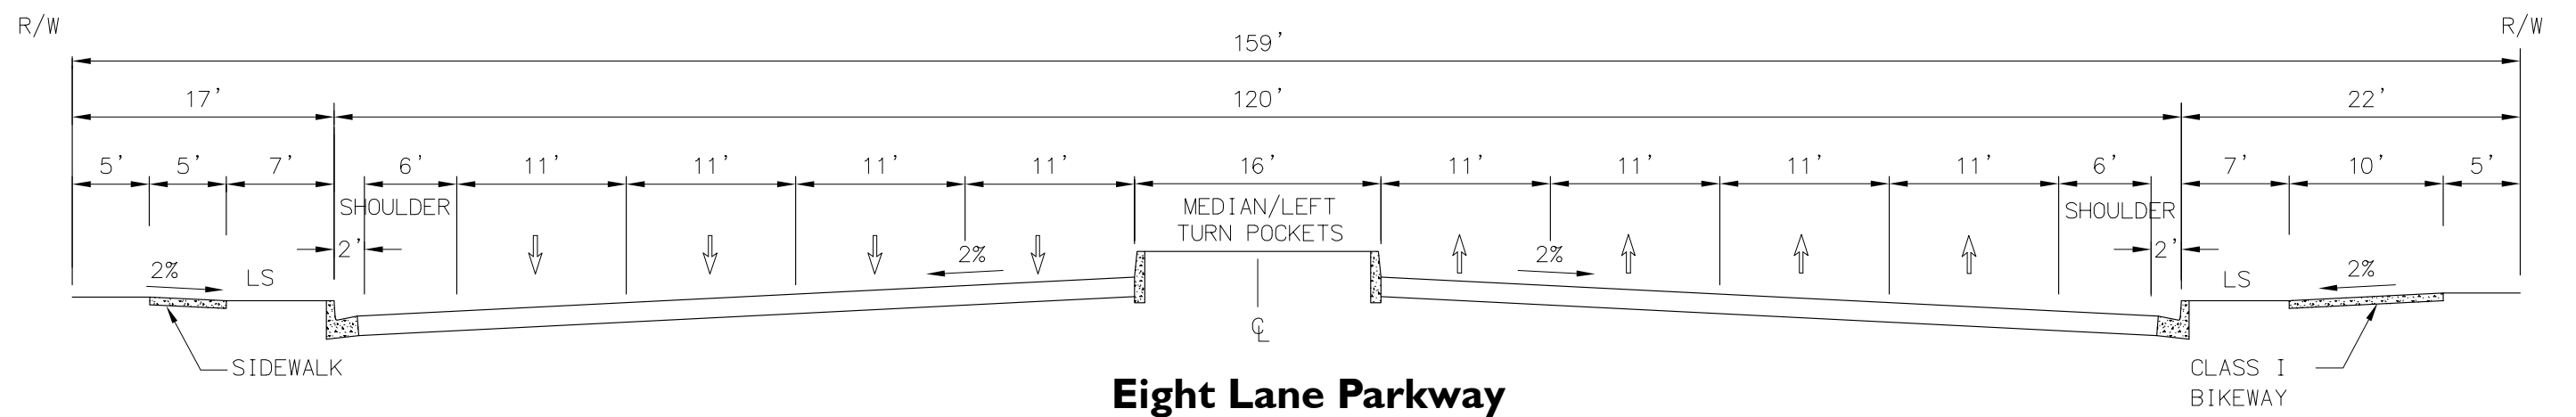 R/W R/W
159'
17' 120' 22'
5' 5' 7' 6' 11' 11' 11' 11' 16' 11' 11' 11' 11' 6' 7' 10' 5'
SHOULDER MEDIAN/LEFT SHOULDER
TURN POCKETS
2' 2% 2% 2'
2% LS LS 2%
℄
SIDEWALK CLASS I
BIKEWAY
Eight Lane Parkway